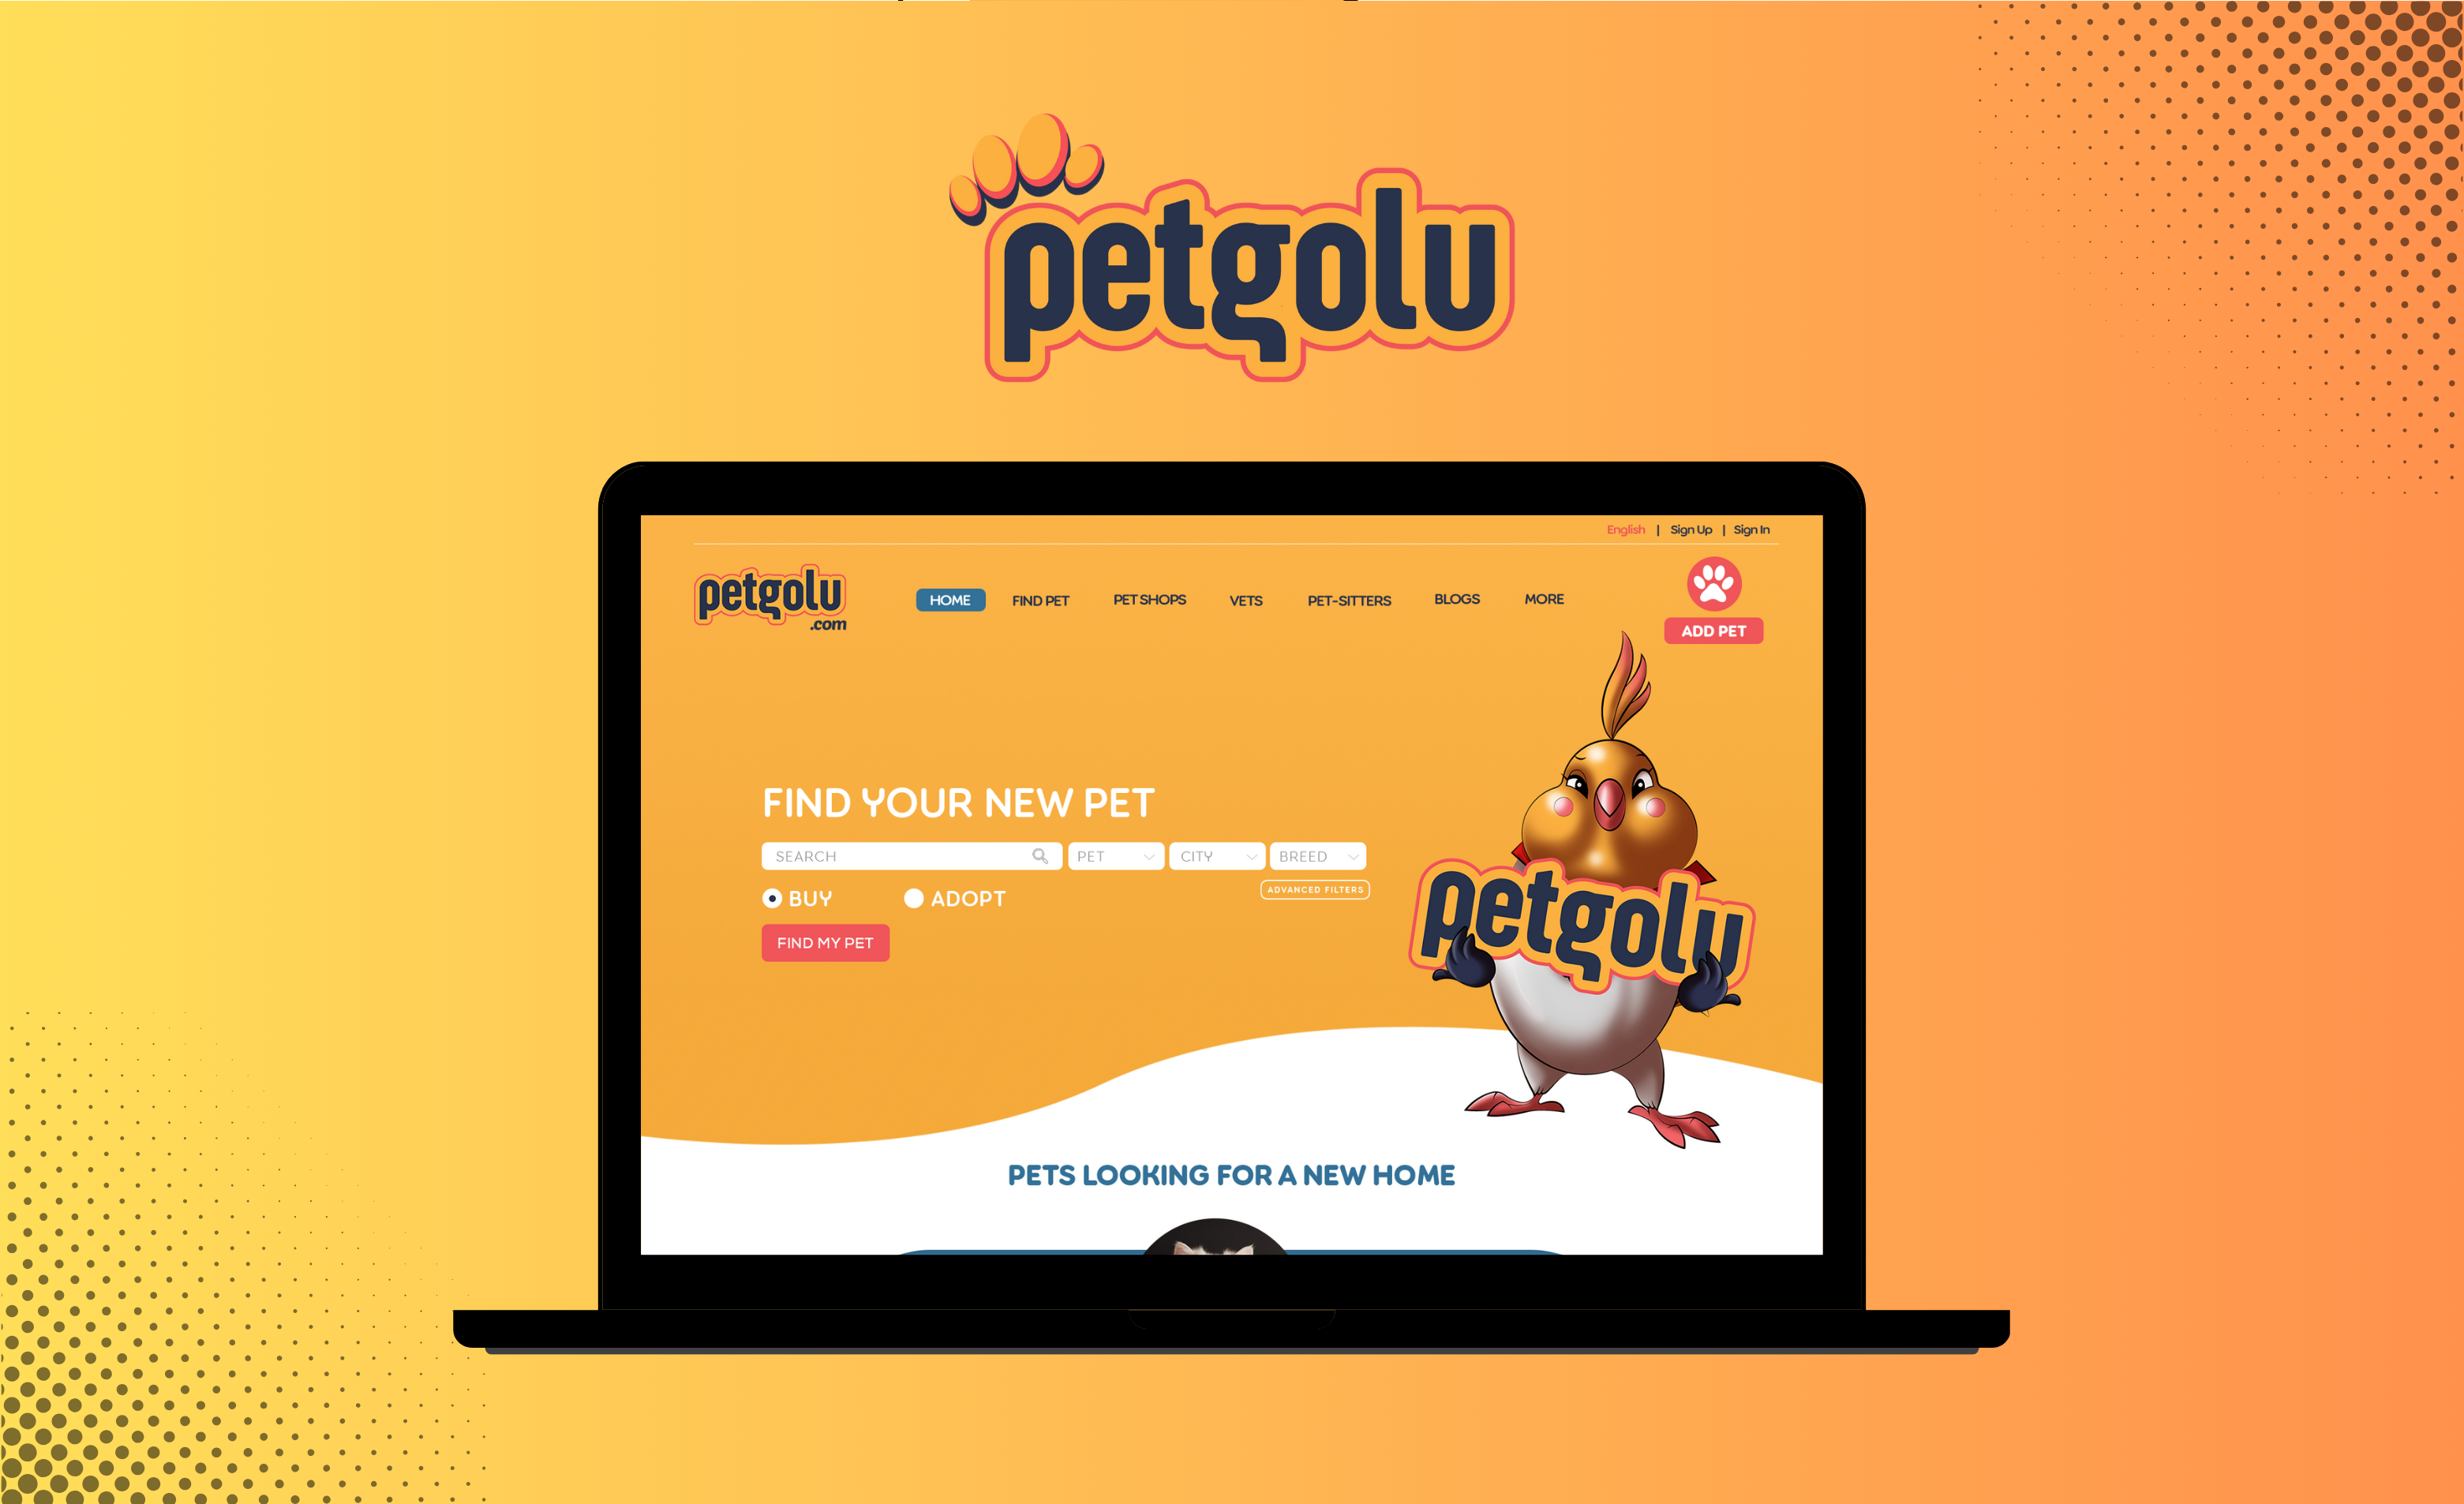 petgolu
English | Sign Up | Sign In
petgolu
.com
HOME FIND PET PET SHOPS VETS PET-SITTERS BLOGS MORE
ADD PET
FIND YOUR NEW PET
SEARCH PET CITY BREED
BUY ADOPT ADVANCED FILTERS
FIND MY PET
petgolu
PETS LOOKING FOR A NEW HOME